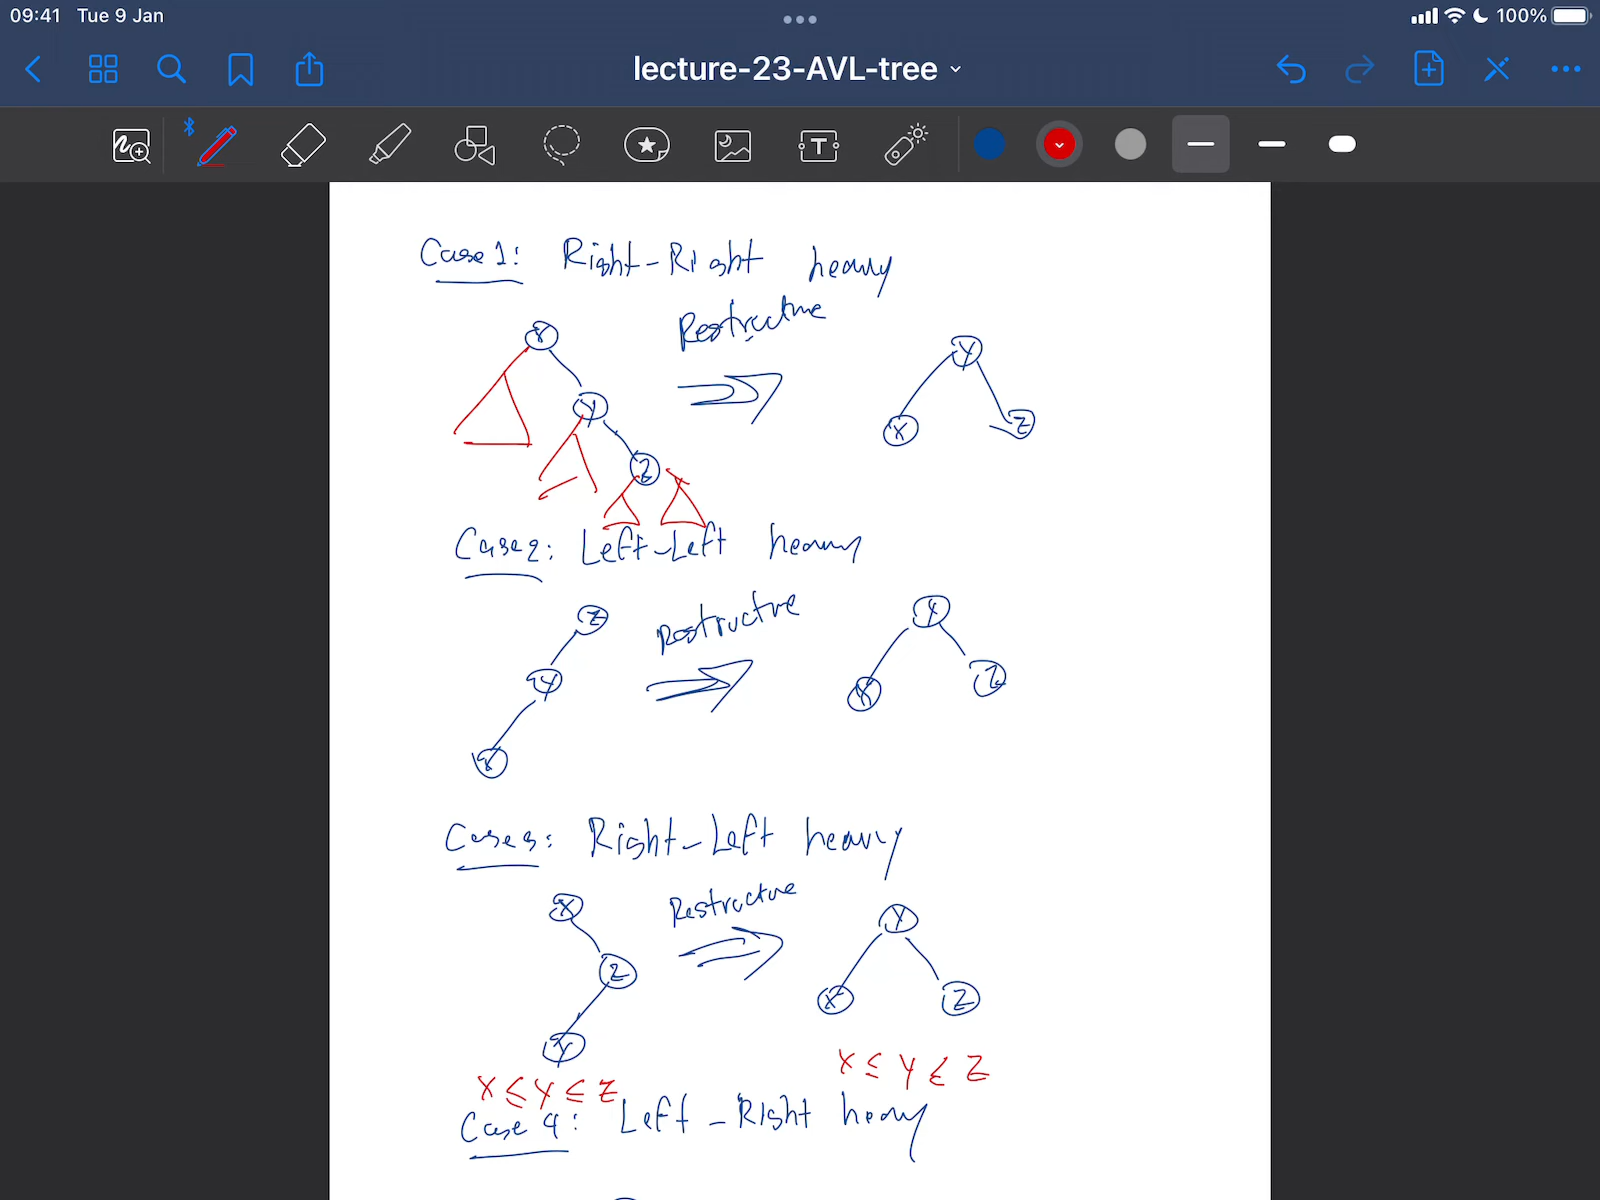 09:41 Tue 9 Jan
100%
lecture-23-AVL-tree
T
Case 1: Right-Right heavy
Restructure
X
Y
Y
X
Z
Z
Case 2: Left-Left heavy
Restructure
Z
Y
Y
X
Z
X
Case 3: Right-Left heavy
Restructure
X
Y
Z
X
Z
Y
X ≤ Y ≤ Z
X ≤ Y ≤ Z
Case 4: Left-Right heavy